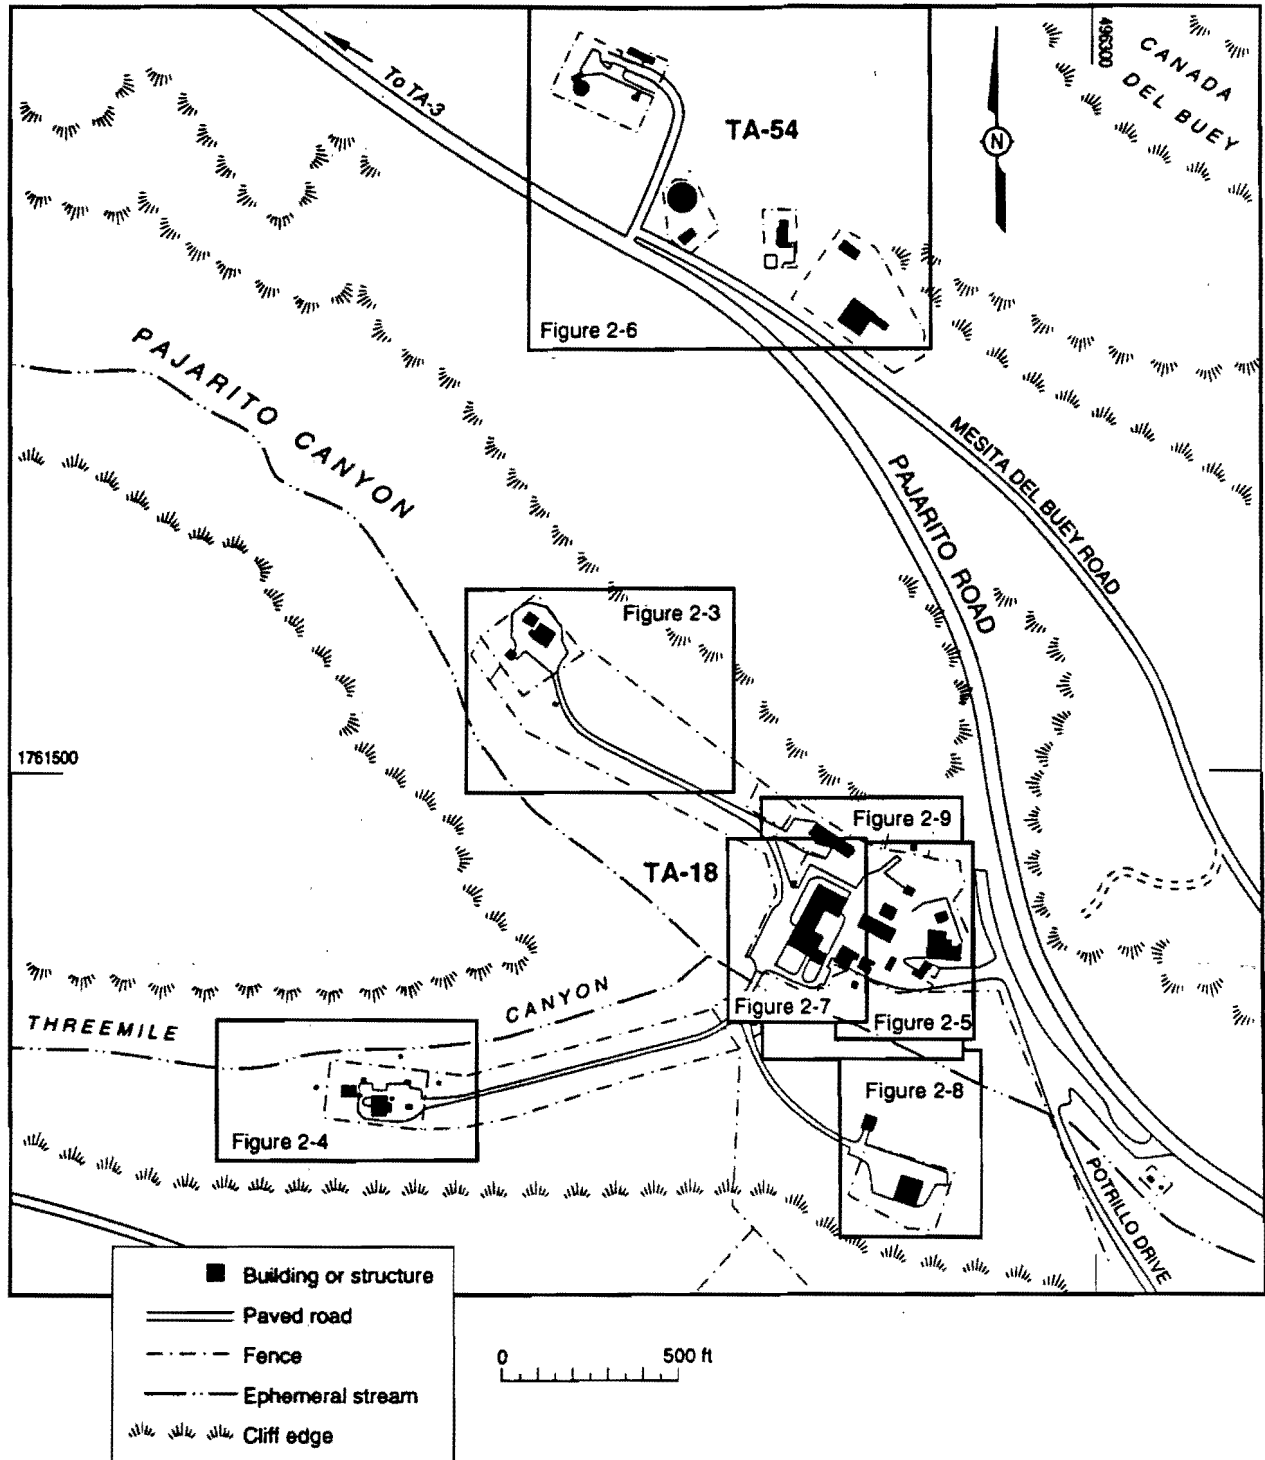 To TA-3
496300
CANADA
DEL BUEY
TA-54
N
Figure 2-6
PAJARITO CANYON
MESITA DEL BUEY ROAD
PAJARITO ROAD
Figure 2-3
1761500
Figure 2-9
TA-18
THREEMILE CANYON
Figure 2-7
Figure 2-5
Figure 2-8
Figure 2-4
POTRILLO DRIVE
Building or structure
Paved road
Fence
Ephemeral stream
Cliff edge
0 500 ft